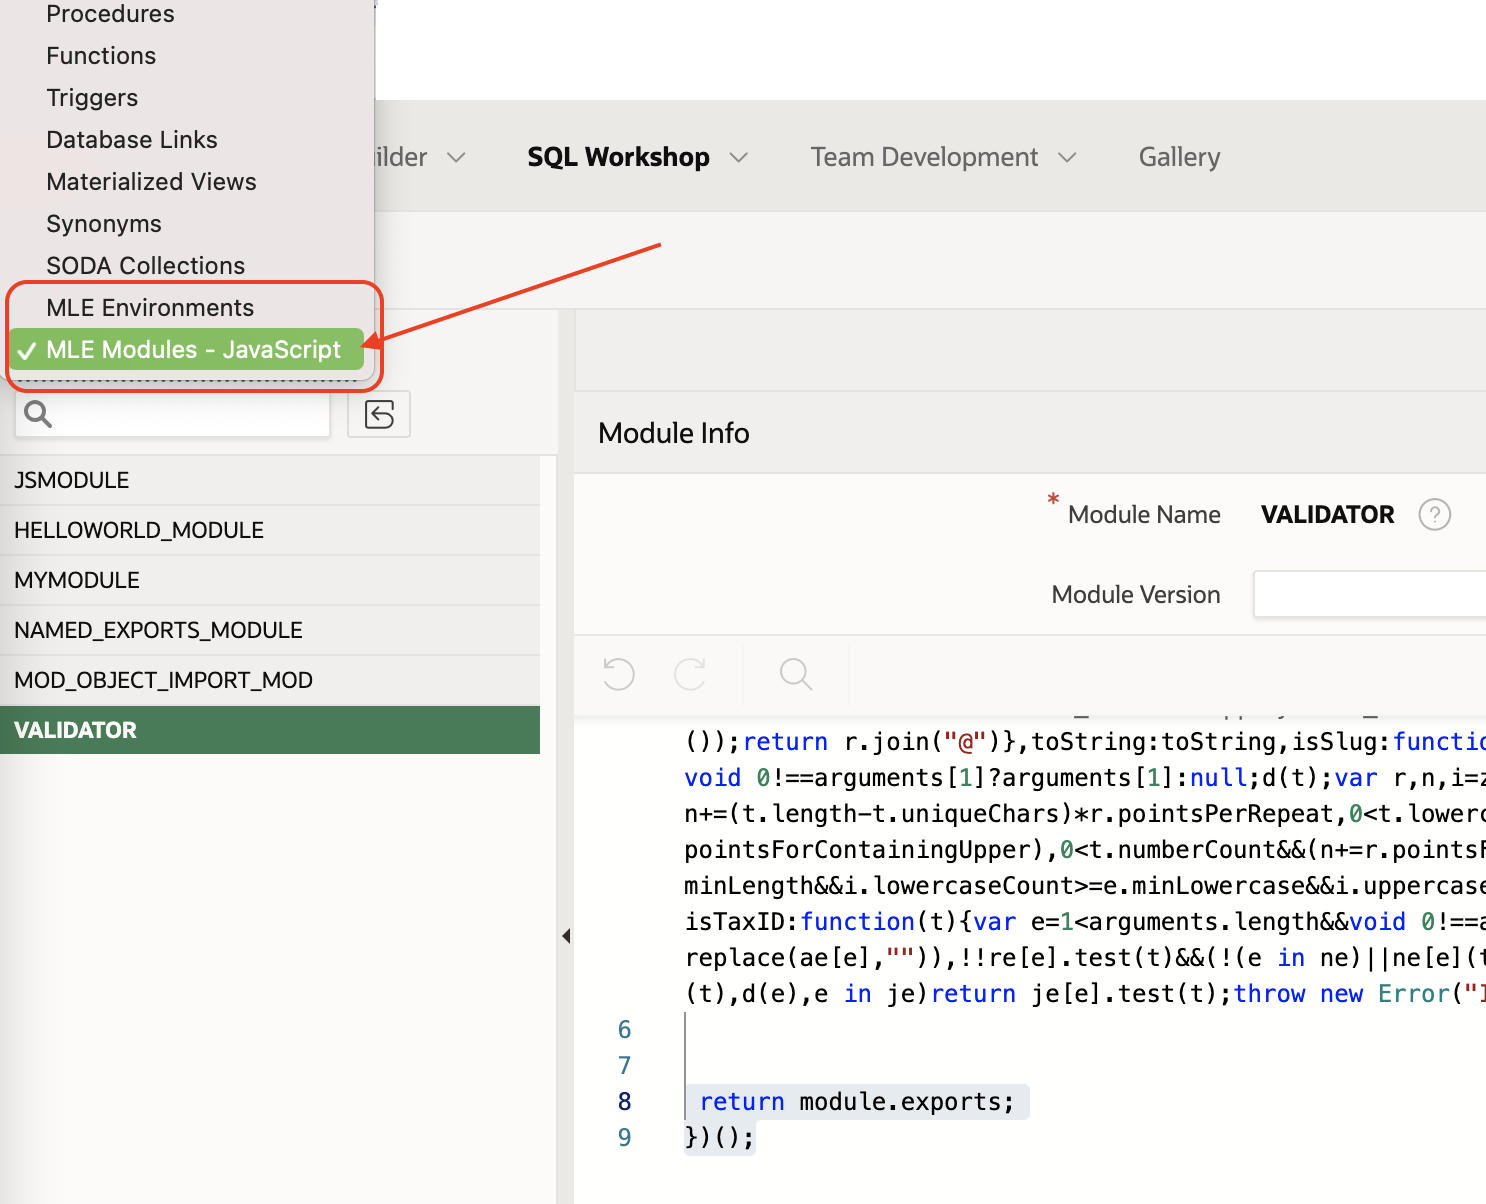 Procedures
Functions
Triggers
Database Links
Materialized Views
Synonyms
SODA Collections
MLE Environments
✓ MLE Modules - JavaScript
ilder
SQL Workshop
Team Development
Gallery
JSMODULE
HELLOWORLD_MODULE
MYMODULE
NAMED_EXPORTS_MODULE
MOD_OBJECT_IMPORT_MOD
VALIDATOR
Module Info
* Module Name VALIDATOR ?
Module Version
());return r.join("@")},toString:toString,isSlug:functio
void 0!==arguments[1]?arguments[1]:null;d(t);var r,n,i=z
n+=(t.length-t.uniqueChars)*r.pointsPerRepeat,0<t.lowerc
pointsForContainingUpper),0<t.numberCount&&(n+=r.pointsF
minLength&&i.lowercaseCount>=e.minLowercase&&i.uppercase
isTaxID:function(t){var e=1<arguments.length&&void 0!==a
replace(ae[e],"")),!!re[e].test(t)&&(!(e in ne)||ne[e](t
(t),d(e),e in je)return je[e].test(t);throw new Error("I
6
7
8 return module.exports;
9 })();